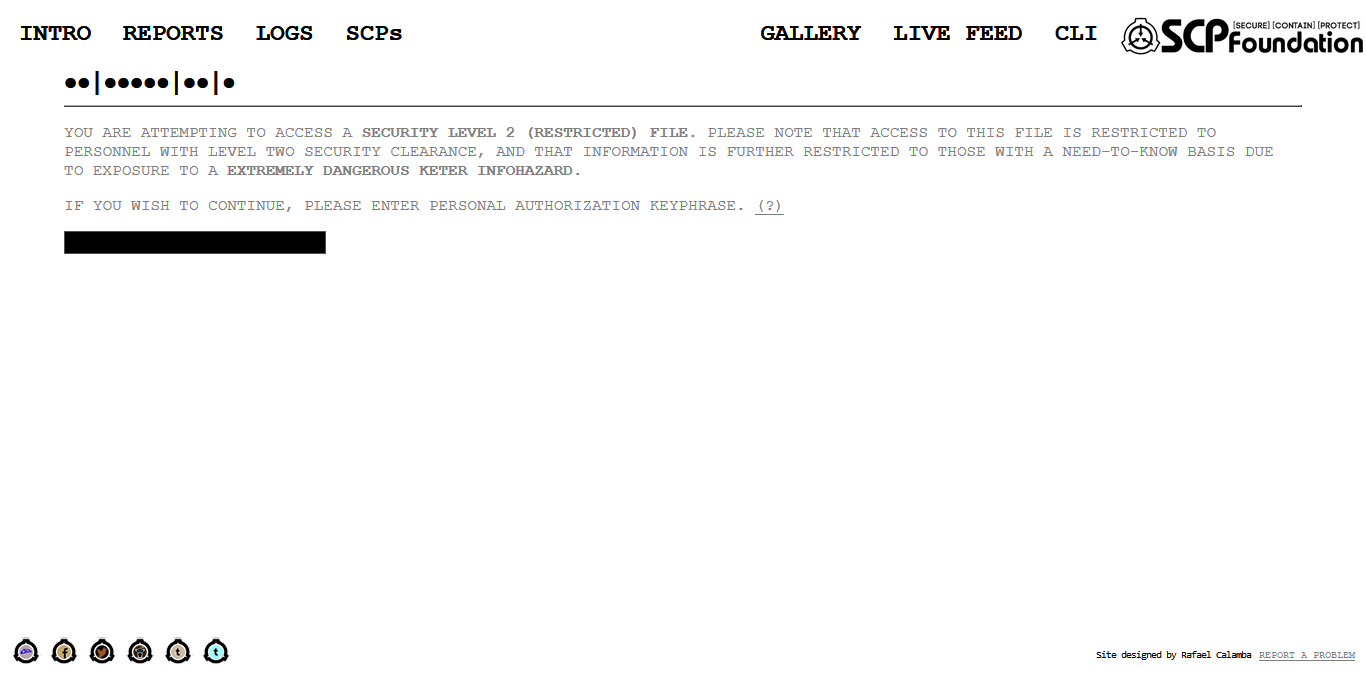 INTRO REPORTS LOGS SCPs GALLERY LIVE FEED CLI [SECURE] [CONTAIN] [PROTECT] SCP Foundation
●●|●●●●●|●●|●
YOU ARE ATTEMPTING TO ACCESS A SECURITY LEVEL 2 (RESTRICTED) FILE. PLEASE NOTE THAT ACCESS TO THIS FILE IS RESTRICTED TO
PERSONNEL WITH LEVEL TWO SECURITY CLEARANCE, AND THAT INFORMATION IS FURTHER RESTRICTED TO THOSE WITH A NEED-TO-KNOW BASIS DUE
TO EXPOSURE TO A EXTREMELY DANGEROUS KETER INFOHAZARD.
IF YOU WISH TO CONTINUE, PLEASE ENTER PERSONAL AUTHORIZATION KEYPHRASE. (?)
Site designed by Rafael Calamba REPORT A PROBLEM